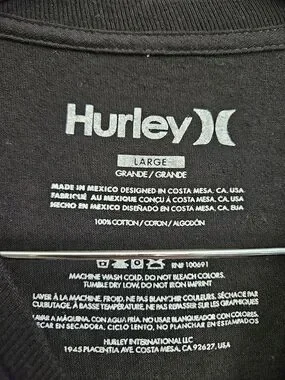 Hurley
LARGE
GRANDE / GRANDE
MADE IN MEXICO DESIGNED IN COSTA MESA, CA, USA
FABRIQUÉ AU MEXIQUE CONÇU À COSTA MESA, CA, USA
HECHO EN MEXICO DISEÑADO EN COSTA MESA, CA, EUA
100% COTTON / COTON / ALGODÓN
RN# 100691
MACHINE WASH COLD, DO NOT BLEACH COLORS.
TUMBLE DRY LOW, DO NOT IRON IMPRINT
LAVER À LA MACHINE, FROID. NE PAS BLANCHIR COULEURS. SÉCHAGE PAR
CULBUTAGE, À BASSE TEMPÉRATURE, NE PAS REPASSER SUR LES GRAPHIQUES
LAVAR A MÁQUINA, CON AGUA FRÍA. NO USAR BLANQUEADOR CON COLORES.
ECAR EN SECADORA, CICLO LENTO, NO PLANCHAR EN ESTAMPADOS
HURLEY INTERNATIONAL LLC
1945 PLACENTIA AVE. COSTA MESA, CA 92627, USA